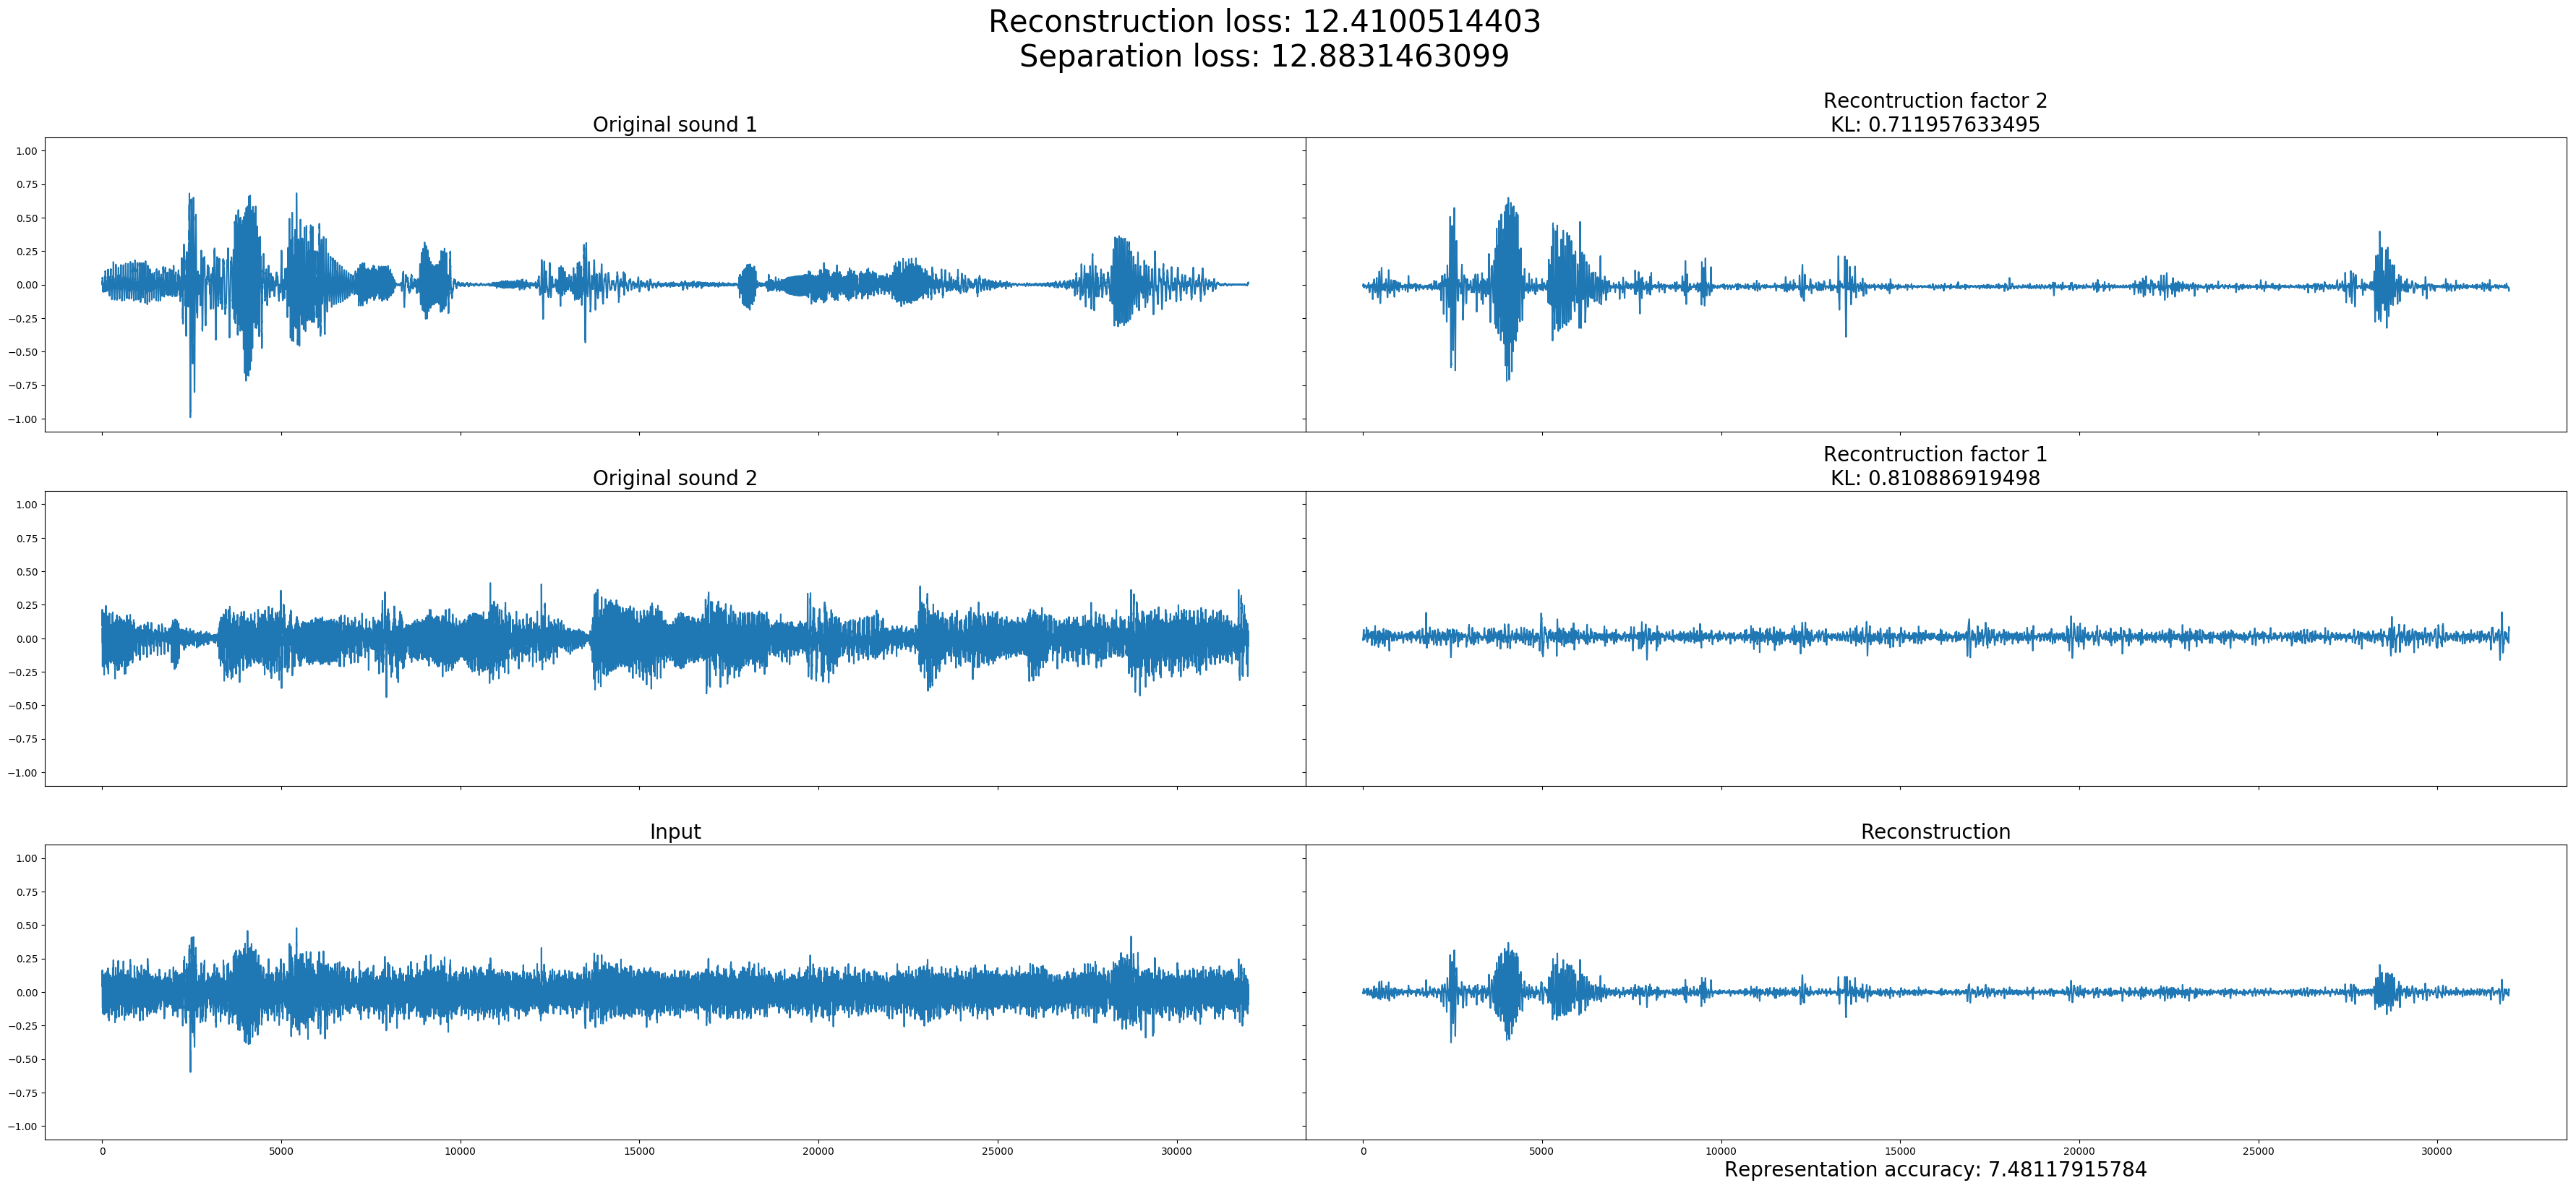 Reconstruction loss: 12.4100514403
Separation loss: 12.8831463099
Original sound 1
Recontruction factor 2
KL: 0.711957633495
1.00
0.75
0.50
0.25
0.00
−0.25
−0.50
−0.75
−1.00
Original sound 2
Recontruction factor 1
KL: 0.810886919498
1.00
0.75
0.50
0.25
0.00
−0.25
−0.50
−0.75
−1.00
Input
Reconstruction
1.00
0.75
0.50
0.25
0.00
−0.25
−0.50
−0.75
−1.00
0 5000 10000 15000 20000 25000 30000
0 5000 10000 15000 20000 25000 30000
Representation accuracy: 7.48117915784